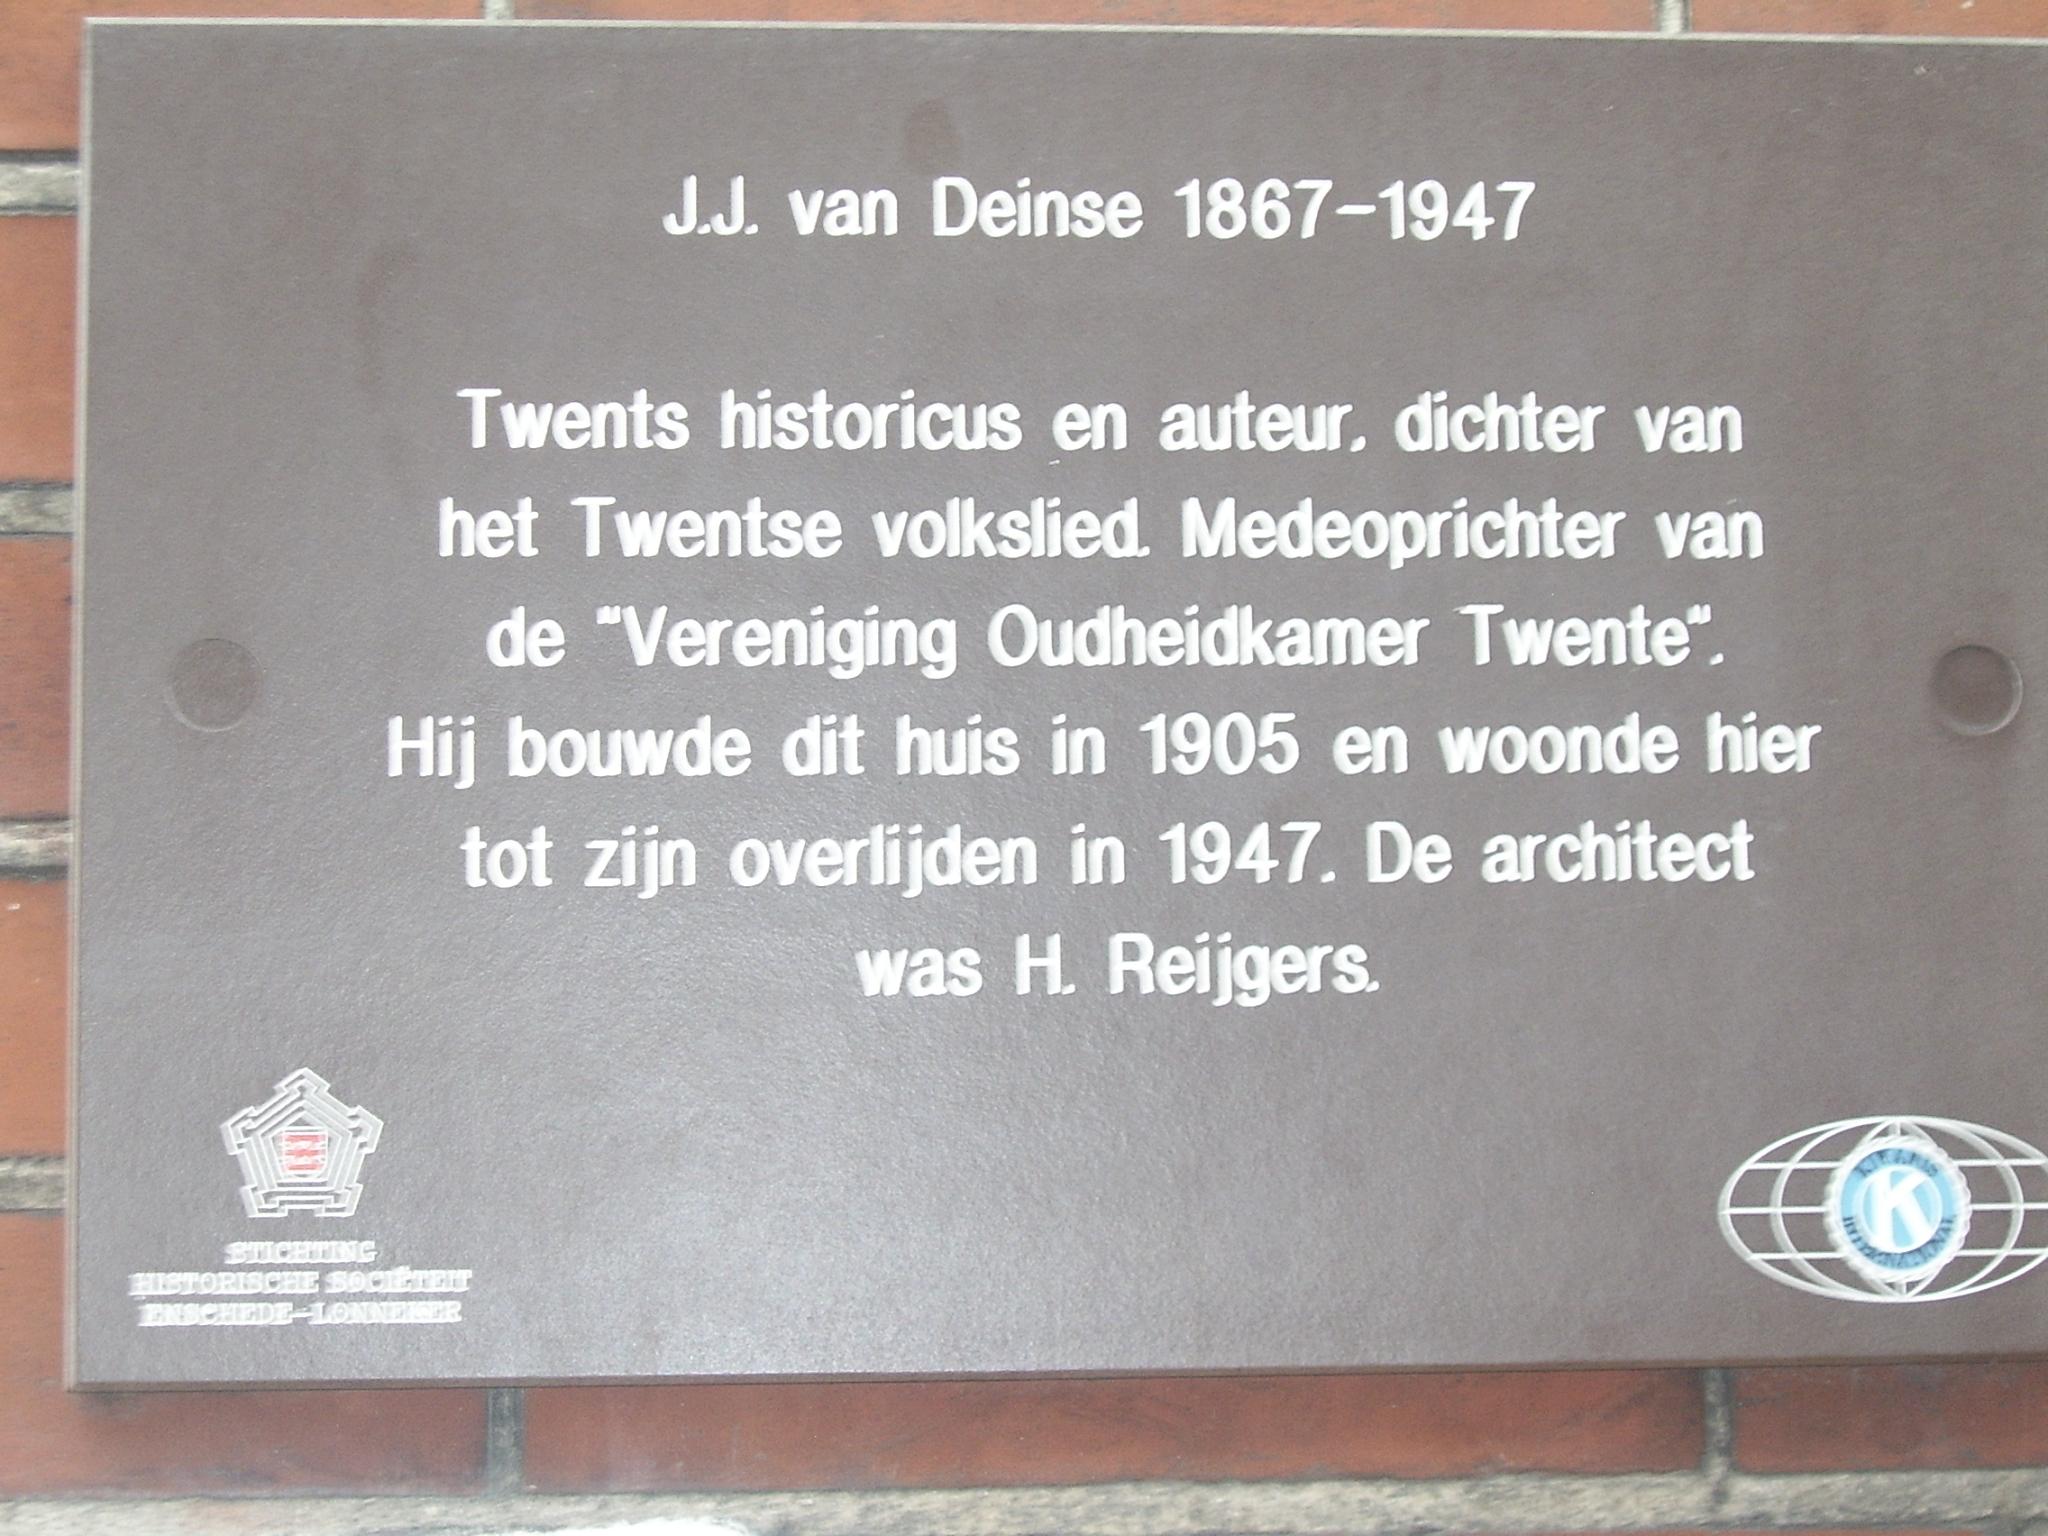 J.J. van Deinse 1867-1947
Twents historicus en auteur, dichter van
het Twentse volkslied. Medeoprichter van
de "Vereniging Oudheidkamer Twente".
Hij bouwde dit huis in 1905 en woonde hier
tot zijn overlijden in 1947. De architect
was H. Reijgers.
STICHTING
HISTORISCHE SOCIËTEIT
ENSCHEDE-LONNEKER
KIWANIS
K
INTERNATIONAL